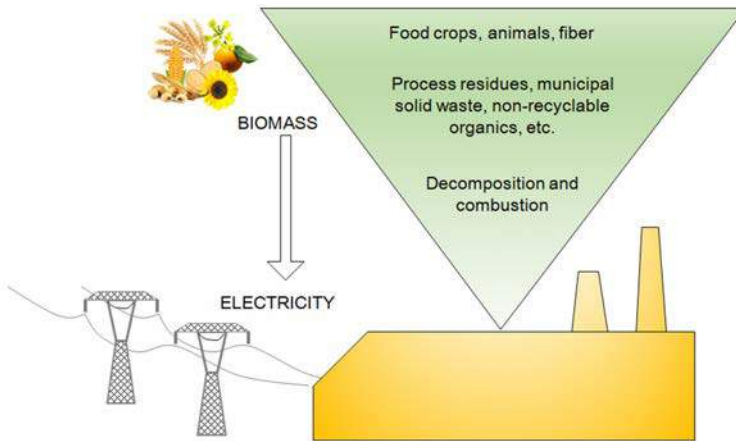 Food crops, animals, fiber
Process residues, municipal
solid waste, non-recyclable
organics, etc.
BIOMASS
Decomposition and
combustion
ELECTRICITY